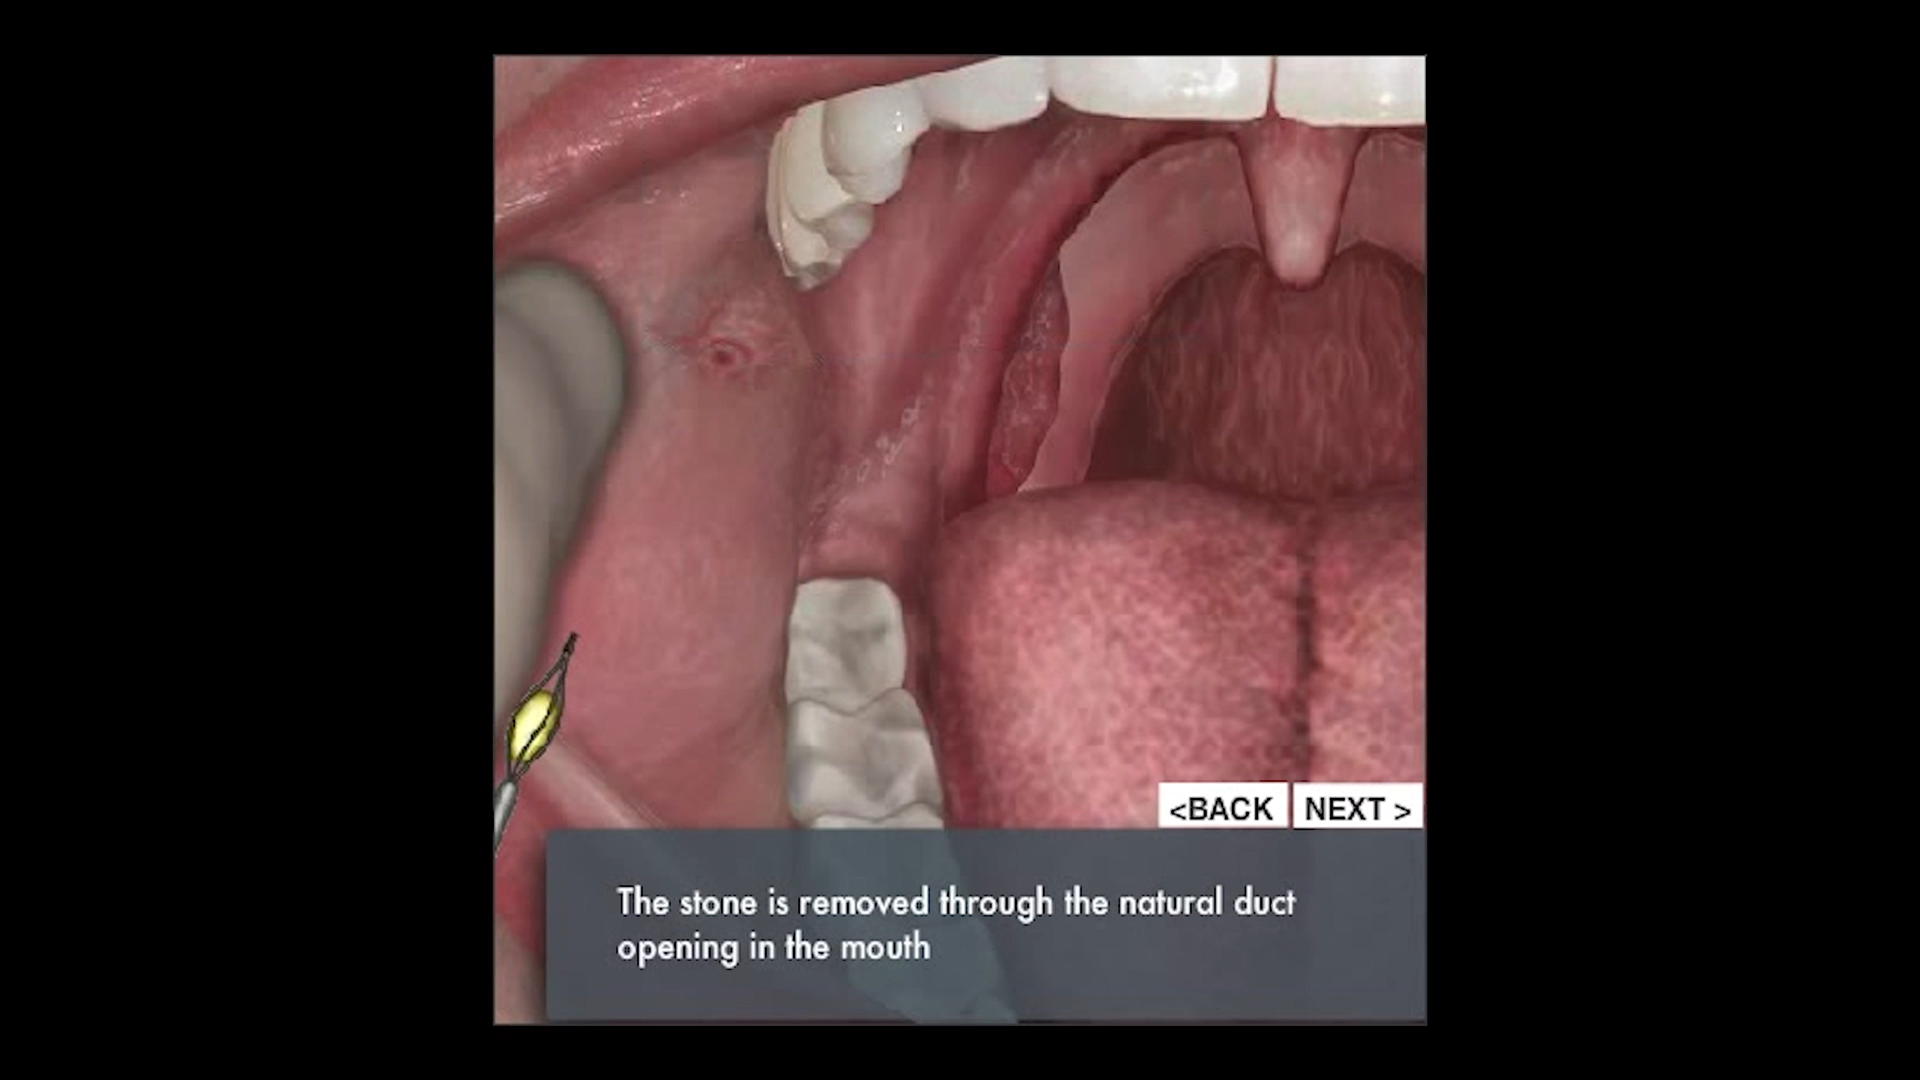 <BACK NEXT >
The stone is removed through the natural duct
opening in the mouth